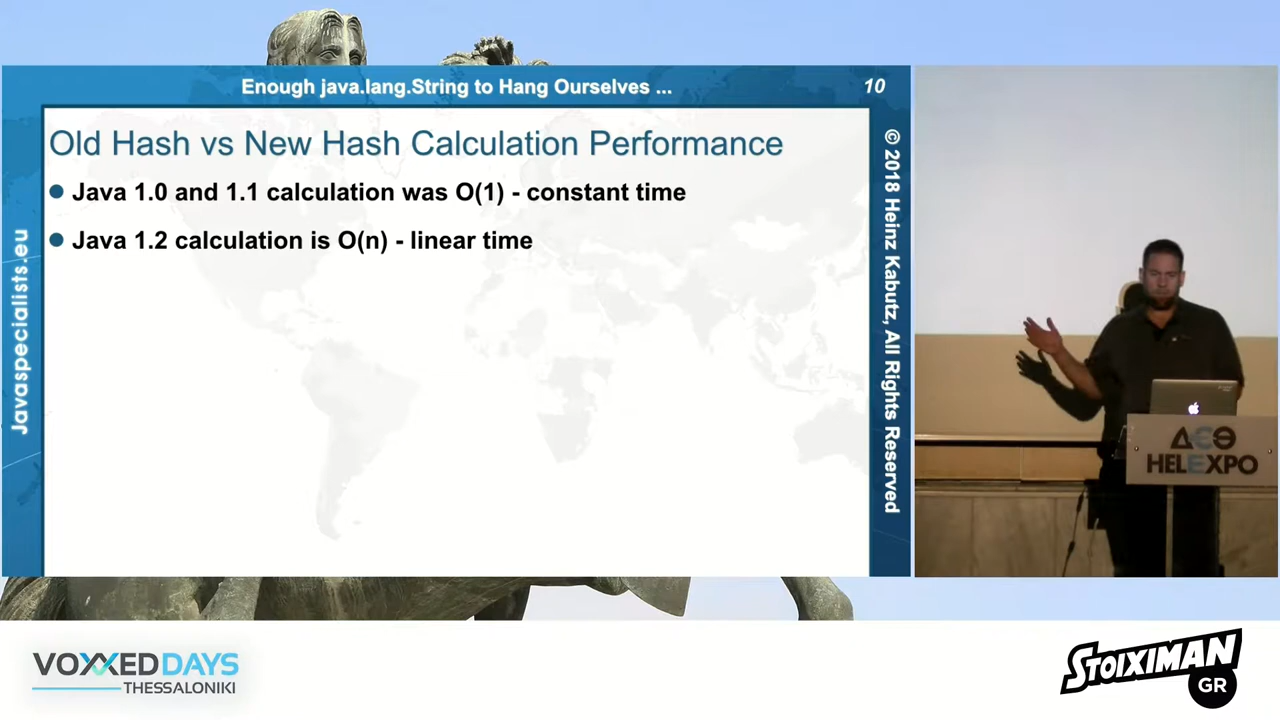 Enough java.lang.String to Hang Ourselves ...
10
Old Hash vs New Hash Calculation Performance
Java 1.0 and 1.1 calculation was O(1) - constant time
Java 1.2 calculation is O(n) - linear time
Javaspecialists.eu
© 2018 Heinz Kabutz, All Rights Reserved
ΔΕΘ
HELEXPO
VOXXED DAYS
THESSALONIKI
STOIXIMAN
GR